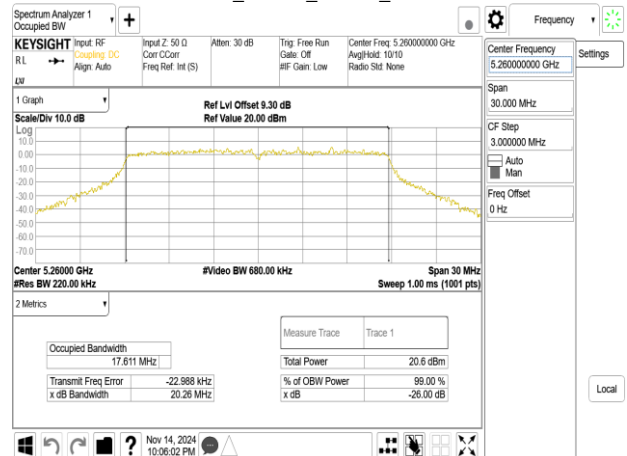 Spectrum Analyzer 1
Occupied BW
+
Frequency
KEYSIGHT
RL
LXI
Input: RF
Coupling: DC
Align: Auto
Input Z: 50 Ω
Corr CCorr
Freq Ref: Int (S)
Atten: 30 dB
Trig: Free Run
Gate: Off
#IF Gain: Low
Center Freq: 5.260000000 GHz
Avg|Hold: 10/10
Radio Std: None
Center Frequency
5.260000000 GHz
Settings
Span
30.000 MHz
CF Step
3.000000 MHz
Auto
Man
Freq Offset
0 Hz
Local
1 Graph
Scale/Div 10.0 dB
Ref Lvl Offset 9.30 dB
Ref Value 20.00 dBm
Log
10.0
0.00
-10.0
-20.0
-30.0
-40.0
-50.0
-60.0
-70.0
Center 5.26000 GHz
#Video BW 680.00 kHz
Span 30 MHz
#Res BW 220.00 kHz
Sweep 1.00 ms (1001 pts)
2 Metrics
Measure Trace Trace 1
Occupied Bandwidth
17.611 MHz
Total Power 20.6 dBm
Transmit Freq Error -22.988 kHz
% of OBW Power 99.00 %
x dB Bandwidth 20.26 MHz
x dB -26.00 dB
?
Nov 14, 2024
10:06:02 PM